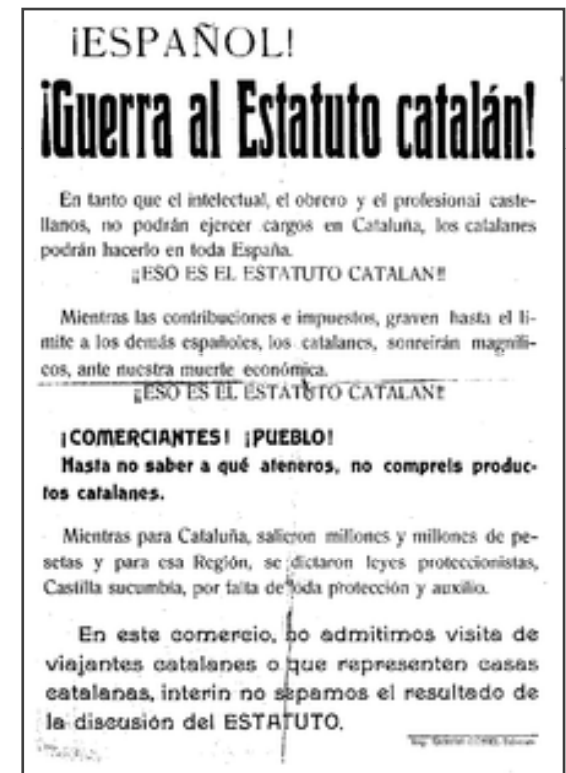 ¡ESPAÑOL!
¡Guerra al Estatuto catalán!
En tanto que el intelectual, el obrero y el profesional caste-
llanos, no podrán ejercer cargos en Cataluña, los catalanes
podrán hacerlo en toda España.
¡¡ESO ES EL ESTATUTO CATALAN!!
Mientras las contribuciones e impuestos, graven hasta el lí-
mite a los demás españoles, los catalanes, sonreirán magnífi-
cos, ante nuestra muerte económica.
¡¡ESO ES EL ESTATUTO CATALAN!!
¡COMERCIANTES! ¡PUEBLO!
Hasta no saber a qué ateneros, no compreis produc-
tos catalanes.
Mientras para Cataluña, salieron millones y millones de pe-
setas y para esa Región, se dictaron leyes proteccionistas,
Castilla sucumbía, por falta de toda protección y auxilio.
En este comercio, no admitimos visita de
viajantes catalanes o que representen casas
catalanas, interin no sepamos el resultado de
la discusión del ESTATUTO.